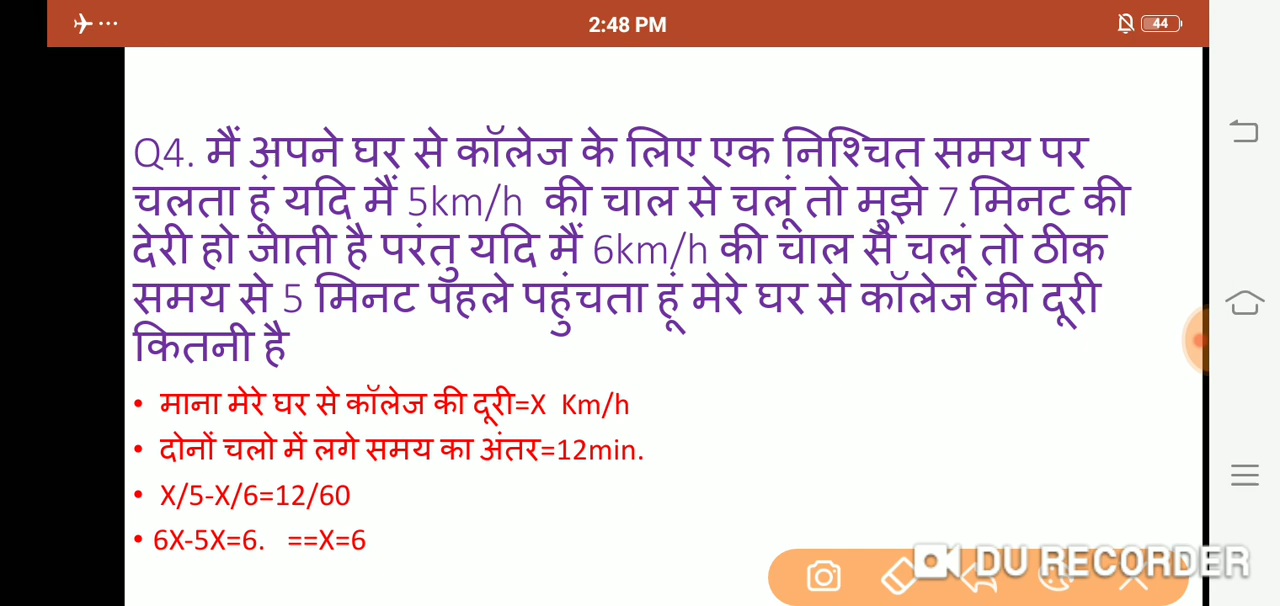 2:48 PM
44
Q4. मैं अपने घर से कॉलेज के लिए एक निश्चित समय पर
चलता हूं यदि मैं 5km/h की चाल से चलूं तो मुझे 7 मिनट की
देरी हो जाती है परंतु यदि मैं 6km/h की चाल सै चलूं तो ठीक
समय से 5 मिनट पहले पहुंचता हूं मेरे घर से कॉलेज की दूरी
कितनी है
• माना मेरे घर से कॉलेज की दूरी=X Km/h
• दोनों चलो में लगे समय का अंतर=12min.
• X/5-X/6=12/60
• 6X-5X=6. ==X=6
DU RECORDER